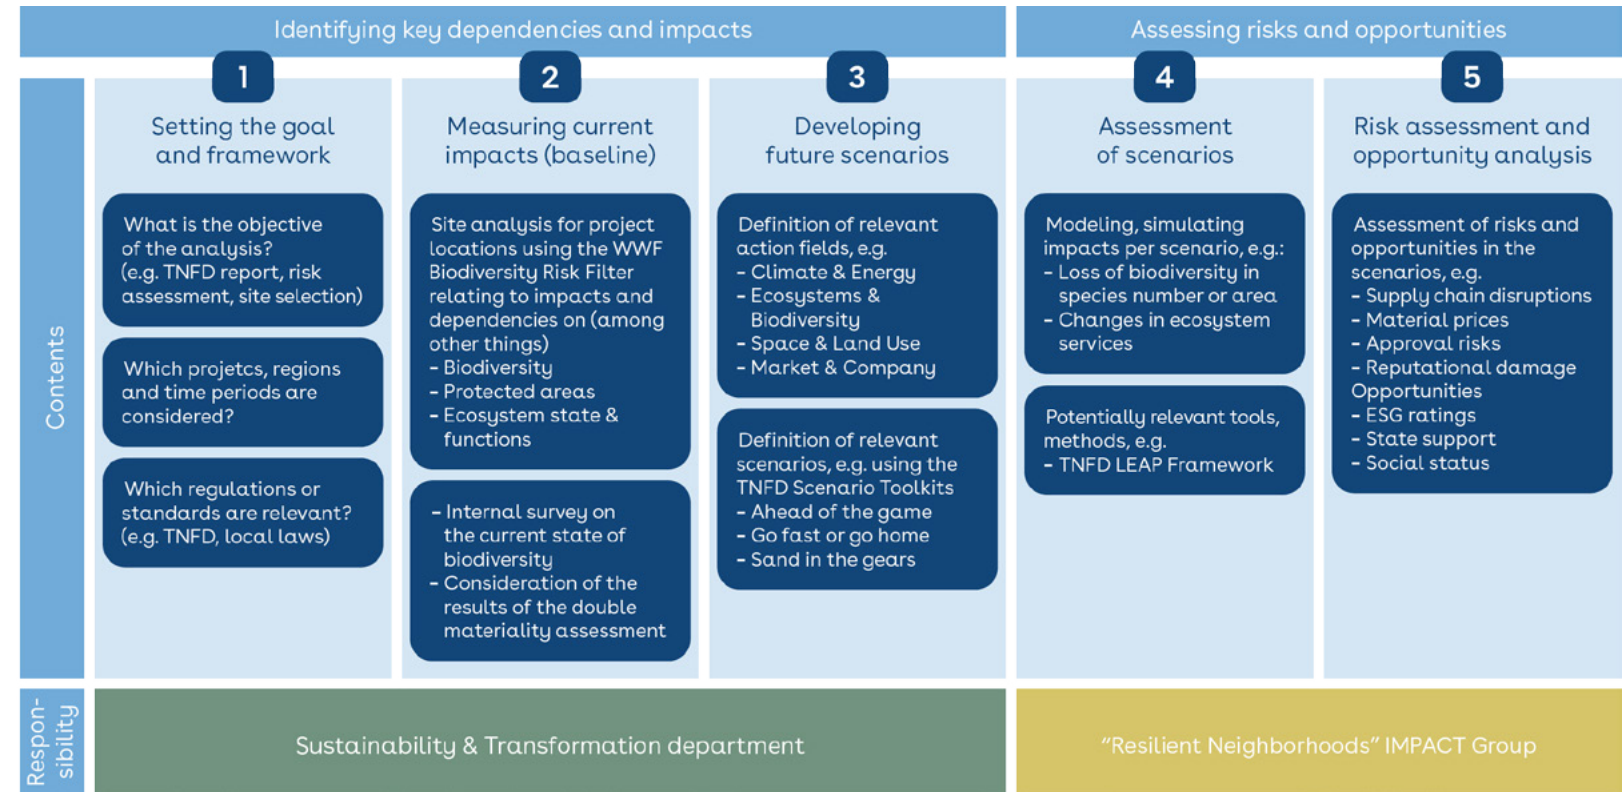 Identifying key dependencies and impacts
Assessing risks and opportunities
Contents
1
Setting the goal
and framework
What is the objective
of the analysis?
(e.g. TNFD report, risk
assessment, site selection)
Which projetcs, regions
and time periods are
considered?
Which regulations or
standards are relevant?
(e.g. TNFD, local laws)
2
Measuring current
impacts (baseline)
Site analysis for project
locations using the WWF
Biodiversity Risk Filter
relating to impacts and
dependencies on (among
other things)
- Biodiversity
- Protected areas
- Ecosystem state &
functions
- Internal survey on
the current state of
biodiversity
- Consideration of the
results of the double
materiality assessment
3
Developing
future scenarios
Definition of relevant
action fields, e.g.
- Climate & Energy
- Ecosystems &
Biodiversity
- Space & Land Use
- Market & Company
Definition of relevant
scenarios, e.g. using the
TNFD Scenario Toolkits
- Ahead of the game
- Go fast or go home
- Sand in the gears
4
Assessment
of scenarios
Modeling, simulating
impacts per scenario, e.g.:
- Loss of biodiversity in
species number or area
- Changes in ecosystem
services
Potentially relevant tools,
methods, e.g.
- TNFD LEAP Framework
5
Risk assessment and
opportunity analysis
Assessment of risks and
opportunities in the
scenarios, e.g.
- Supply chain disruptions
- Material prices
- Approval risks
- Reputational damage
Opportunities
- ESG ratings
- State support
- Social status
Respon-
sibility
Sustainability & Transformation department
“Resilient Neighborhoods” IMPACT Group